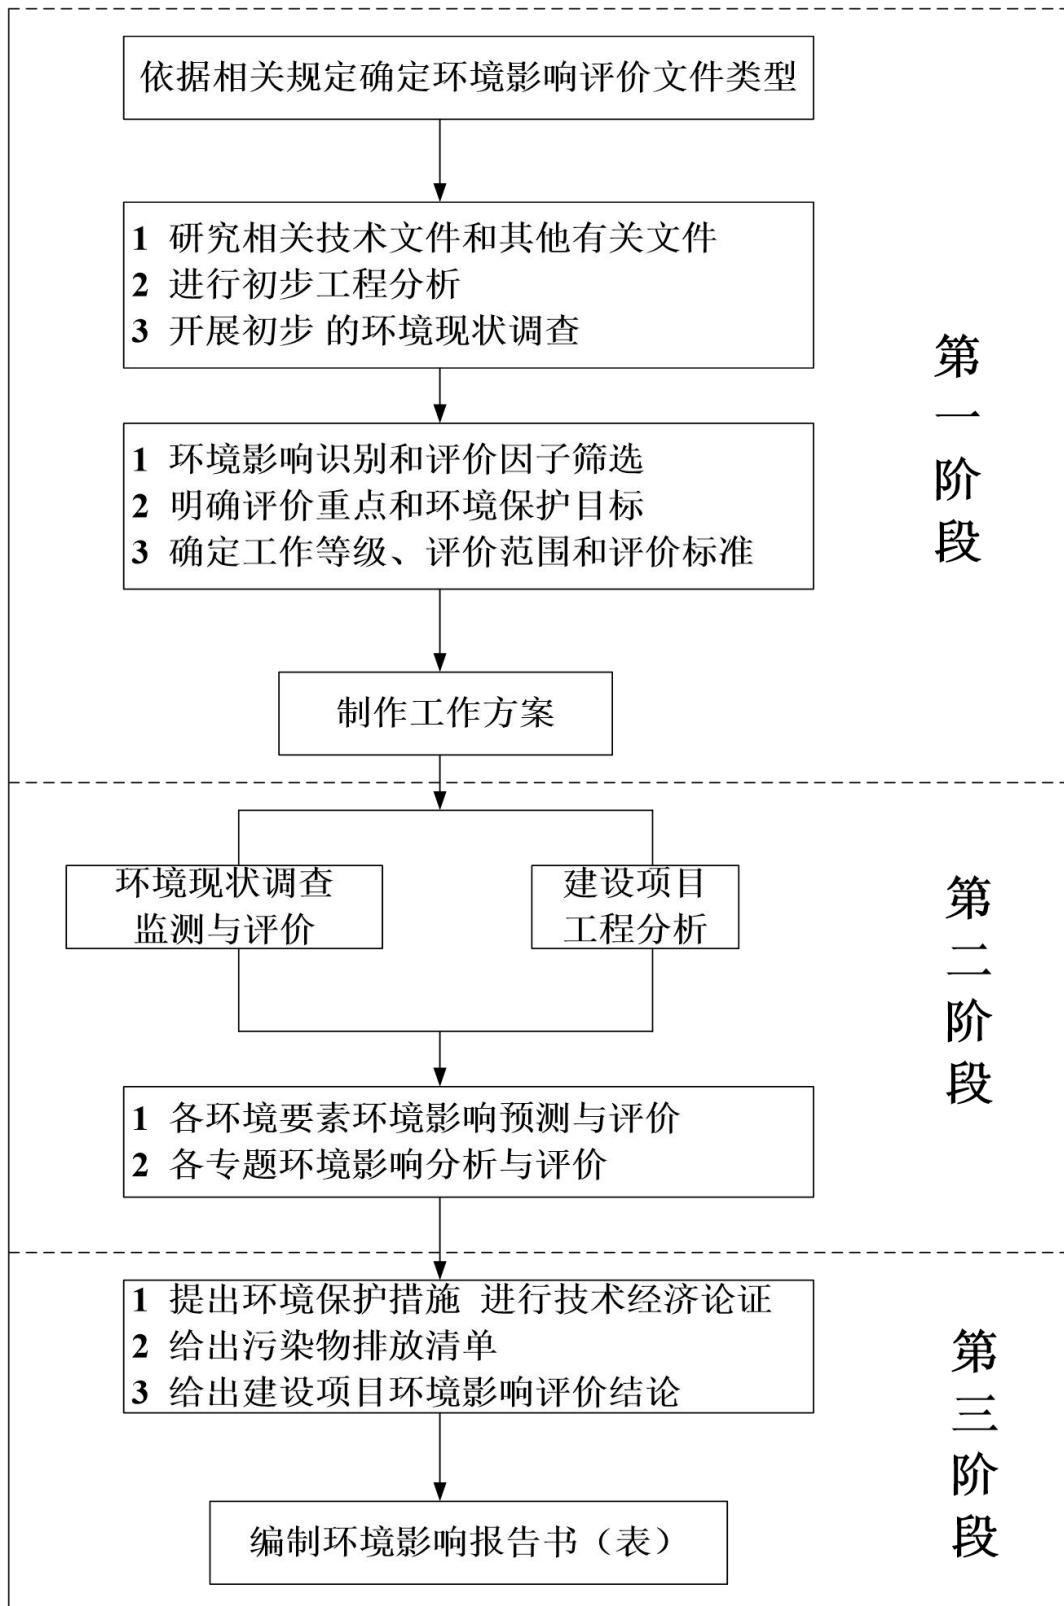 依据相关规定确定环境影响评价文件类型
1 研究相关技术文件和其他有关文件
2 进行初步工程分析
3 开展初步 的环境现状调查
1 环境影响识别和评价因子筛选
2 明确评价重点和环境保护目标
3 确定工作等级、评价范围和评价标准
制作工作方案
第一阶段
环境现状调查
监测与评价
建设项目
工程分析
1 各环境要素环境影响预测与评价
2 各专题环境影响分析与评价
第二阶段
1 提出环境保护措施 进行技术经济论证
2 给出污染物排放清单
3 给出建设项目环境影响评价结论
编制环境影响报告书（表）
第三阶段